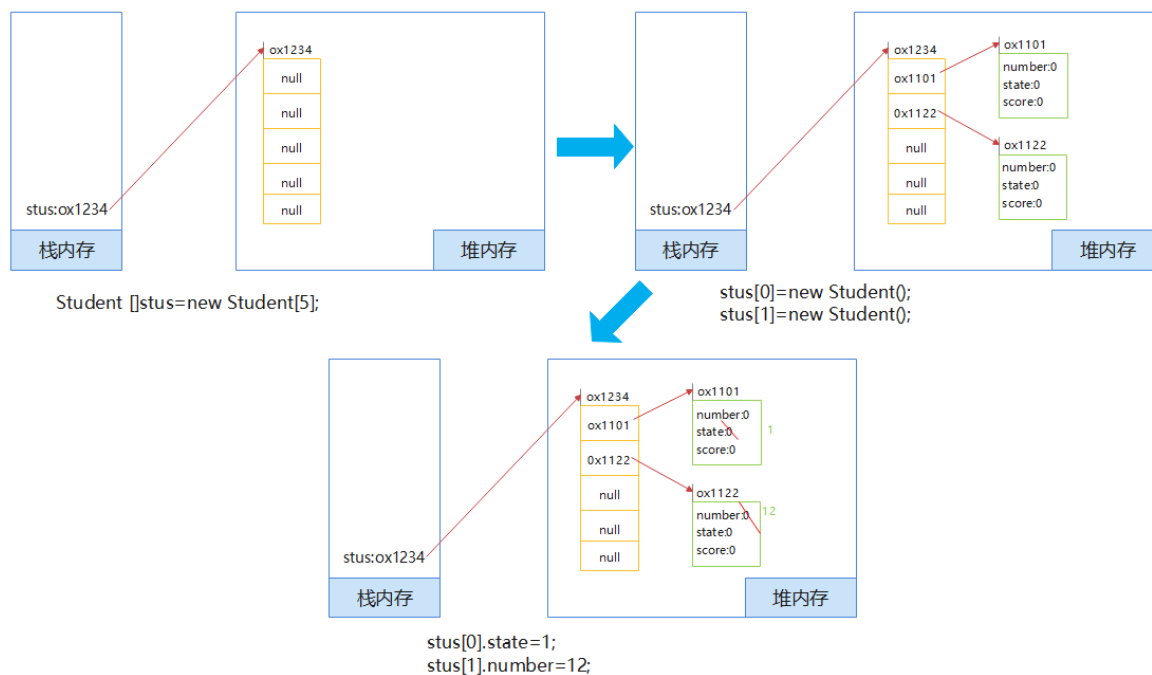 ox1234
null
null
null
null
null
stus:ox1234
栈内存
堆内存
Student []stus=new Student[5];
ox1234
ox1101
0x1122
null
null
null
ox1101
number:0
state:0
score:0
ox1122
number:0
state:0
score:0
stus:ox1234
栈内存
堆内存
stus[0]=new Student();
stus[1]=new Student();
ox1234
ox1101
0x1122
null
null
null
ox1101
number:0
state:0
score:0
1
ox1122
number:0
state:0
score:0
12
stus:ox1234
栈内存
堆内存
stus[0].state=1;
stus[1].number=12;